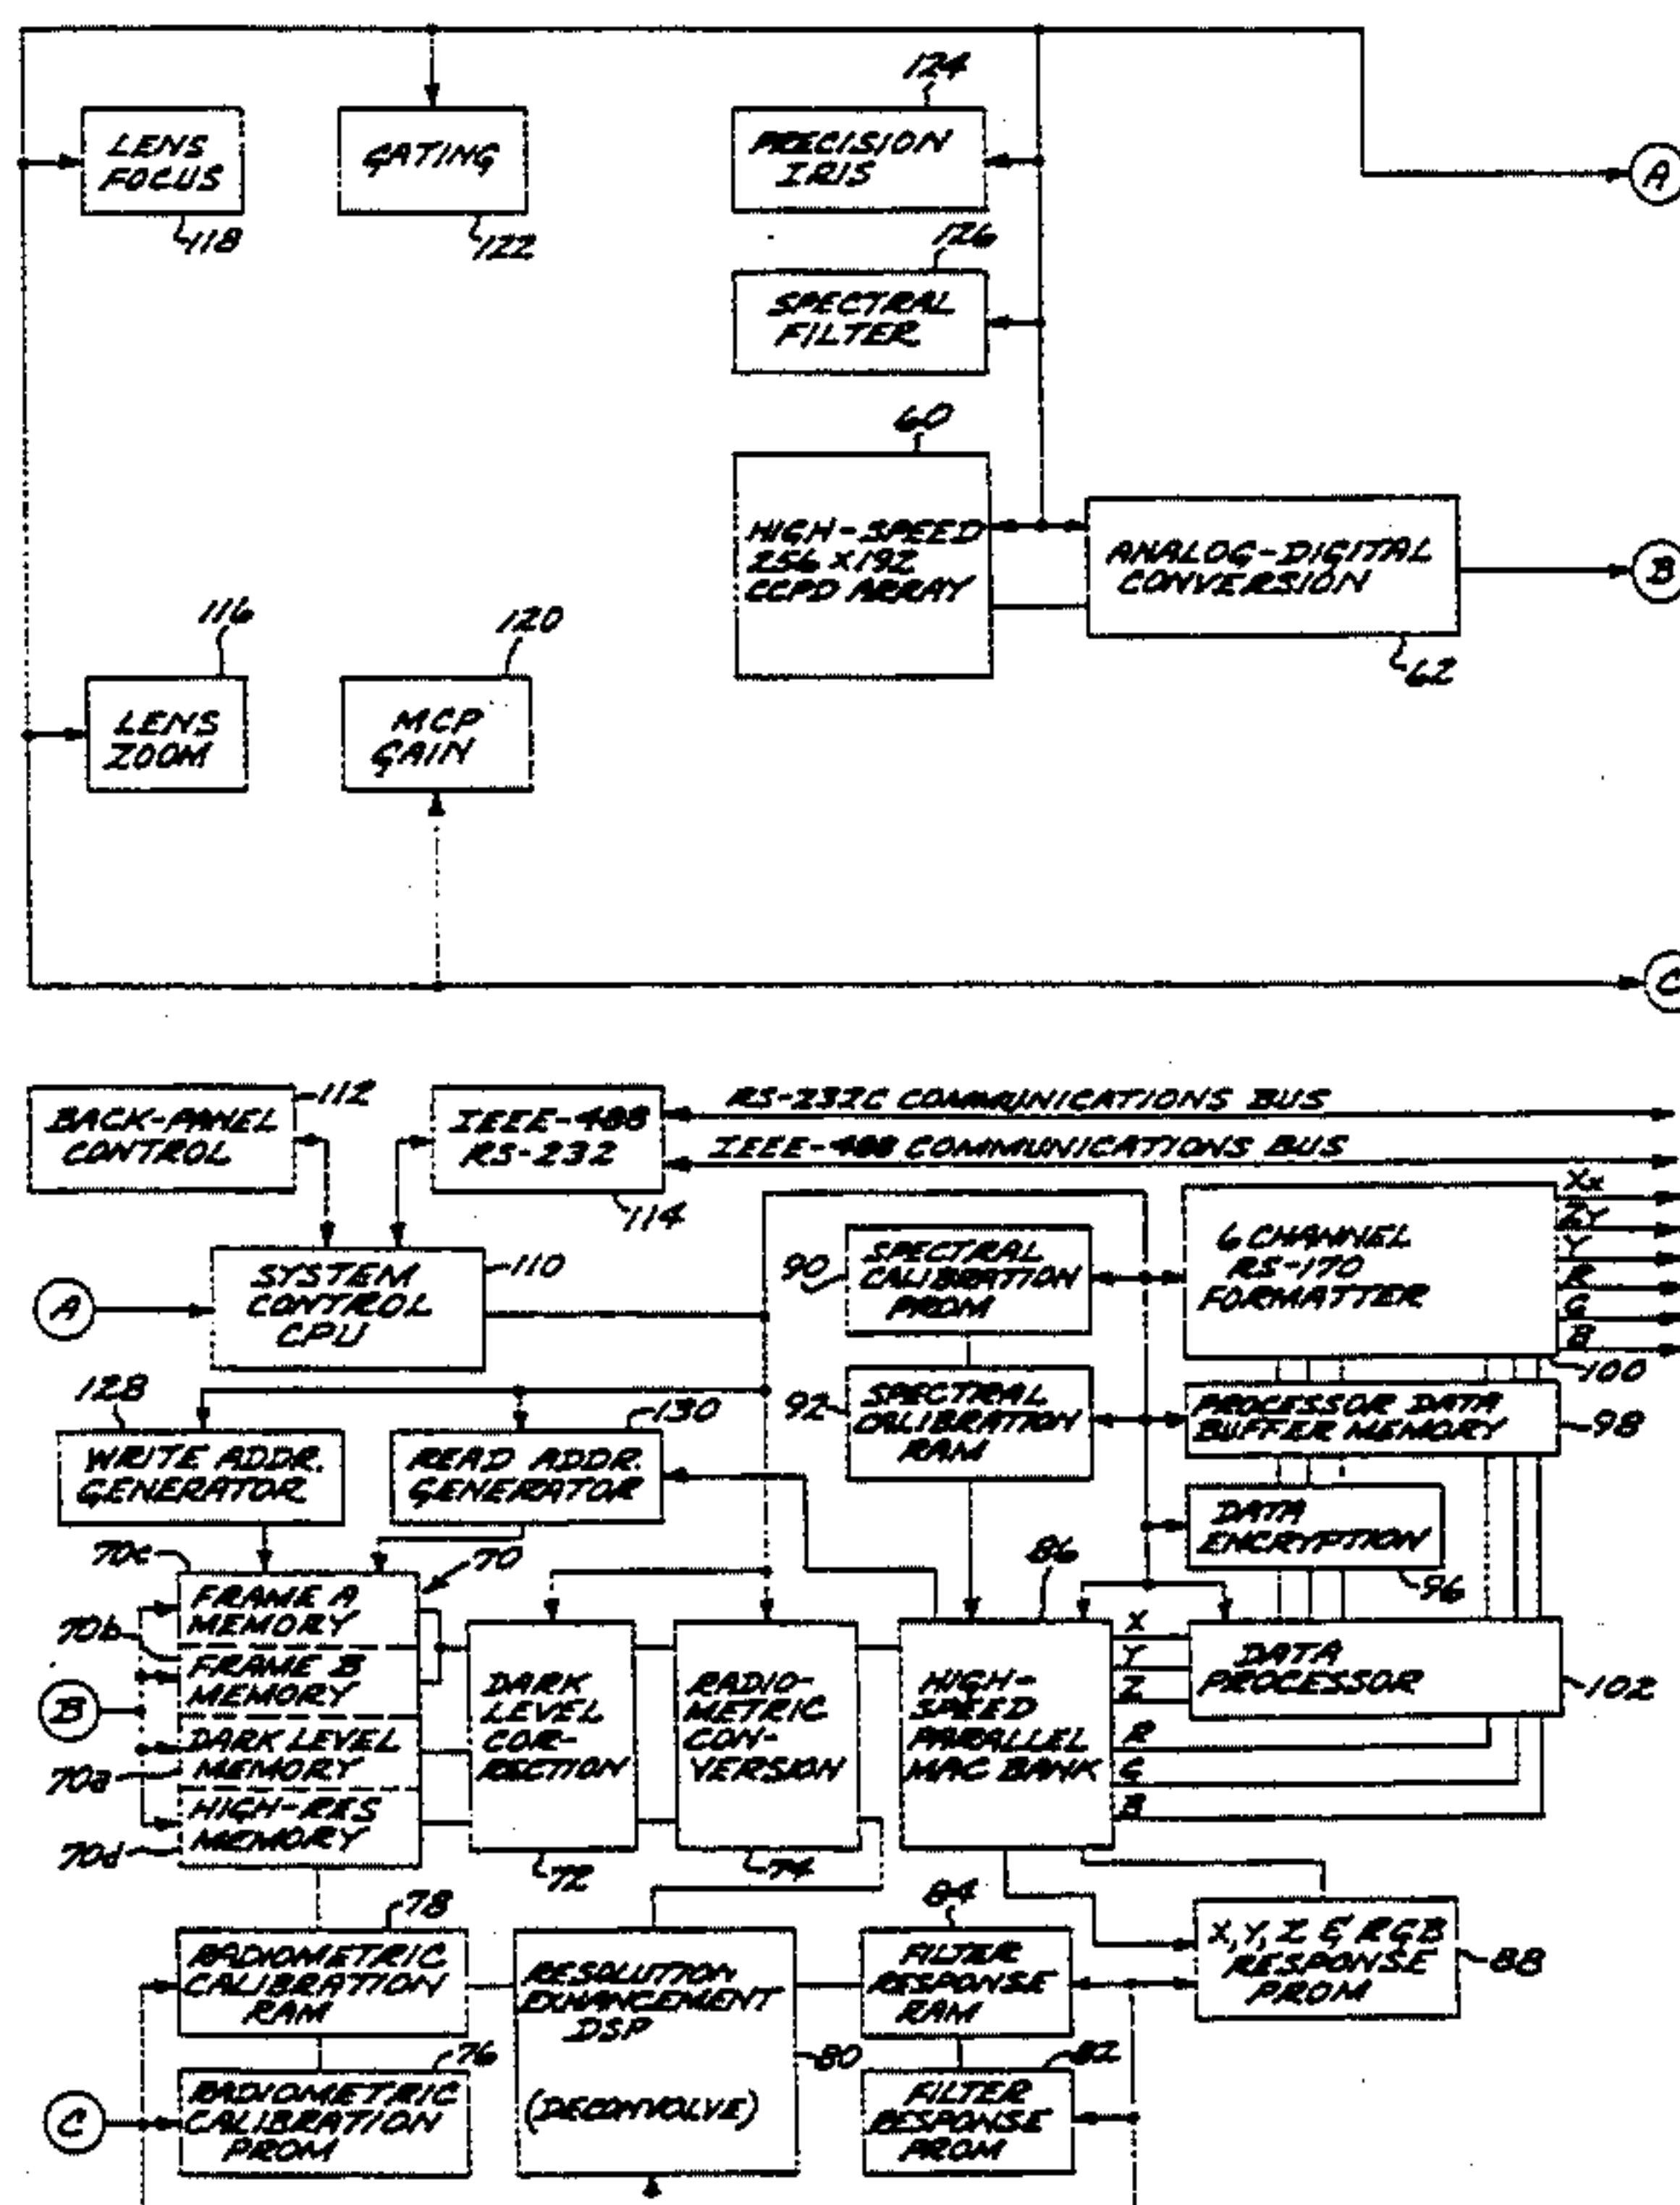 124
LENS
FOCUS
118
GATING
122
PRECISION
IRIS
A
126
SPECTRAL
FILTER
60
HIGH-SPEED
256 X 192
CCPD ARRAY
ANALOG-DIGITAL
CONVERSION
62
B
116
LENS
ZOOM
120
MCP
GAIN
C
BACK-PANEL
CONTROL
112
IEEE-488
RS-232
114
RS-232C COMMUNICATIONS BUS
IEEE-488 COMMUNICATIONS BUS
A
SYSTEM
CONTROL
CPU
110
90
SPECTRAL
CALIBRATION
PROM
6 CHANNEL
RS-170
FORMATTER
XX
ZY
Y
R
G
B
100
128
WRITE ADDR.
GENERATOR
130
READ ADDR.
GENERATOR
92
SPECTRAL
CALIBRATION
RAM
PROCESSOR DATA
BUFFER MEMORY
98
DATA
ENCRYPTION
96
70c
70
FRAME A
MEMORY
70b
FRAME B
MEMORY
B
DARK LEVEL
MEMORY
70a
HIGH-RES
MEMORY
70d
DARK
LEVEL
COR-
RECTION
72
RADIO-
METRIC
CON-
VERSION
74
86
HIGH-
SPEED
PARALLEL
MAC BANK
X
Y
Z
R
G
B
DATA
PROCESSOR
102
78
RADIOMETRIC
CALIBRATION
RAM
76
C
RADIOMETRIC
CALIBRATION
PROM
RESOLUTION
ENHANCEMENT
DSP
(DECONVOLVE)
80
84
FILTER
RESPONSE
RAM
82
FILTER
RESPONSE
PROM
X, Y, Z & RGB
RESPONSE
PROM
88